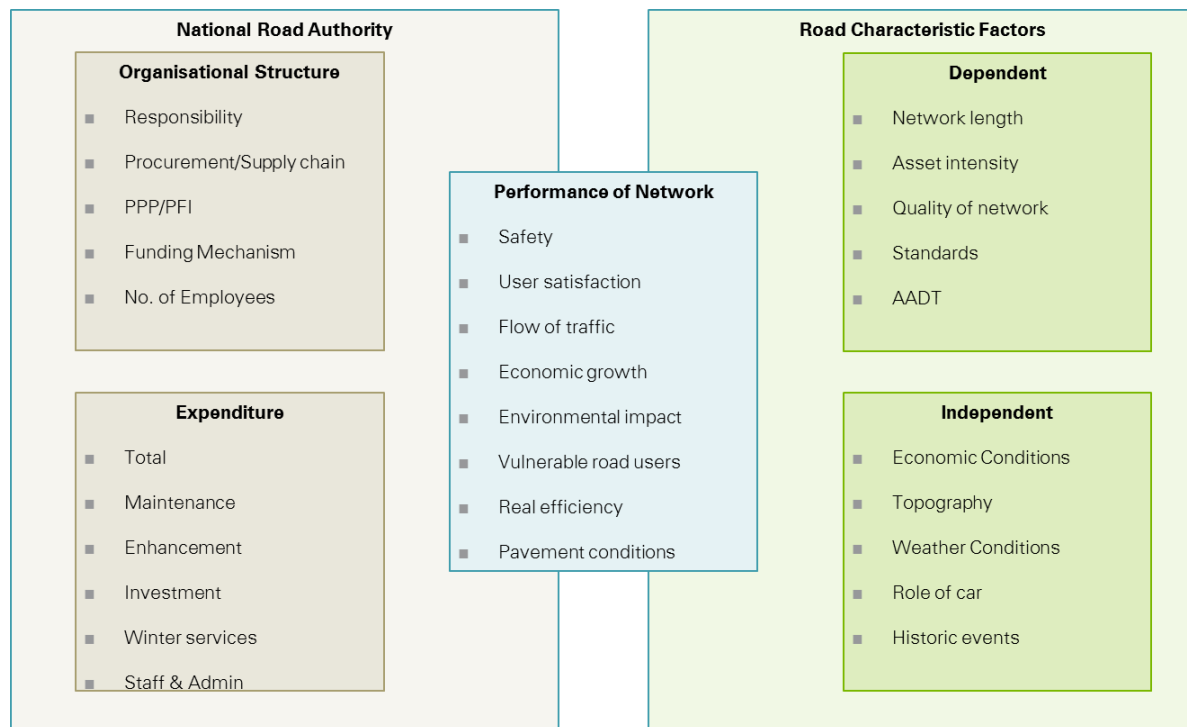 National Road Authority
Organisational Structure
Responsibility
Procurement/Supply chain
PPP/PFI
Funding Mechanism
No. of Employees
Expenditure
Total
Maintenance
Enhancement
Investment
Winter services
Staff & Admin
Performance of Network
Safety
User satisfaction
Flow of traffic
Economic growth
Environmental impact
Vulnerable road users
Real efficiency
Pavement conditions
Road Characteristic Factors
Dependent
Network length
Asset intensity
Quality of network
Standards
AADT
Independent
Economic Conditions
Topography
Weather Conditions
Role of car
Historic events